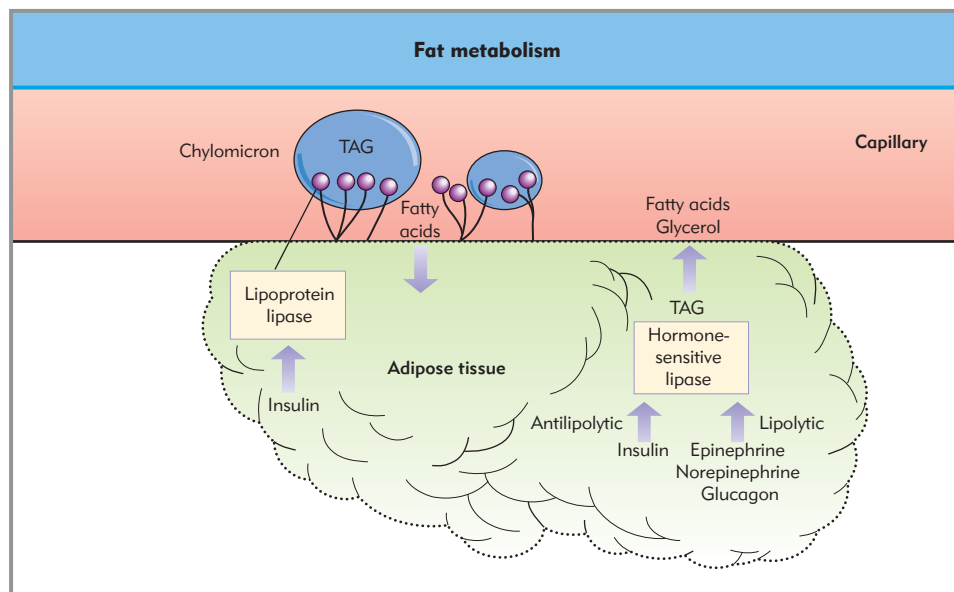 Fat metabolism
Capillary
Chylomicron
TAG
Fatty
acids
Fatty acids
Glycerol
Lipoprotein
lipase
Insulin
Adipose tissue
TAG
Hormone-
sensitive
lipase
Antilipolytic
Insulin
Lipolytic
Epinephrine
Norepinephrine
Glucagon